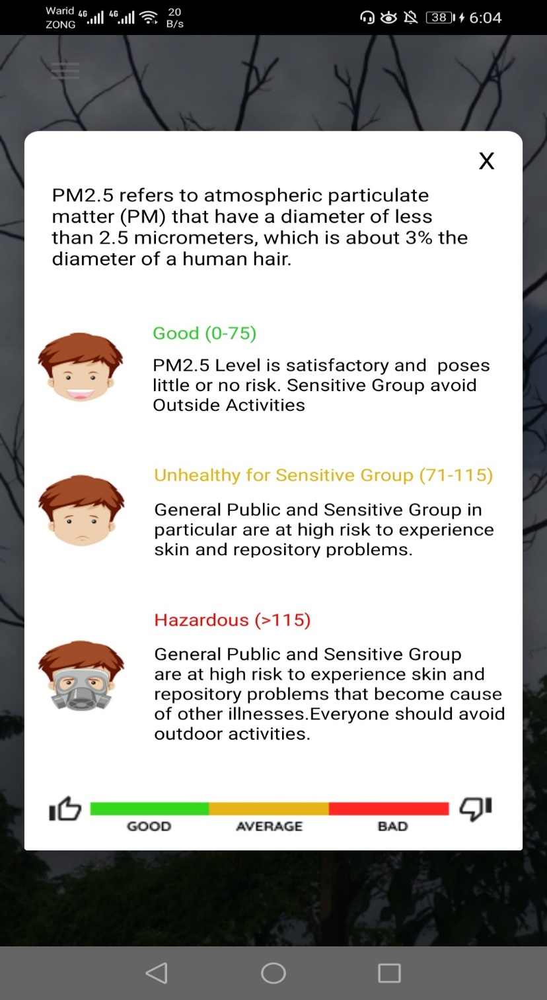 Warid 4G 4G 20
ZONG B/s 38 6:04
X
PM2.5 refers to atmospheric particulate
matter (PM) that have a diameter of less
than 2.5 micrometers, which is about 3% the
diameter of a human hair.
Good (0-75)
PM2.5 Level is satisfactory and  poses
little or no risk. Sensitive Group avoid
Outside Activities
Unhealthy for Sensitive Group (71-115)
General Public and Sensitive Group in
particular are at high risk to experience
skin and repository problems.
Hazardous (>115)
General Public and Sensitive Group
are at high risk to experience skin and
repository problems that become cause
of other illnesses.Everyone should avoid
outdoor activities.
GOOD AVERAGE BAD